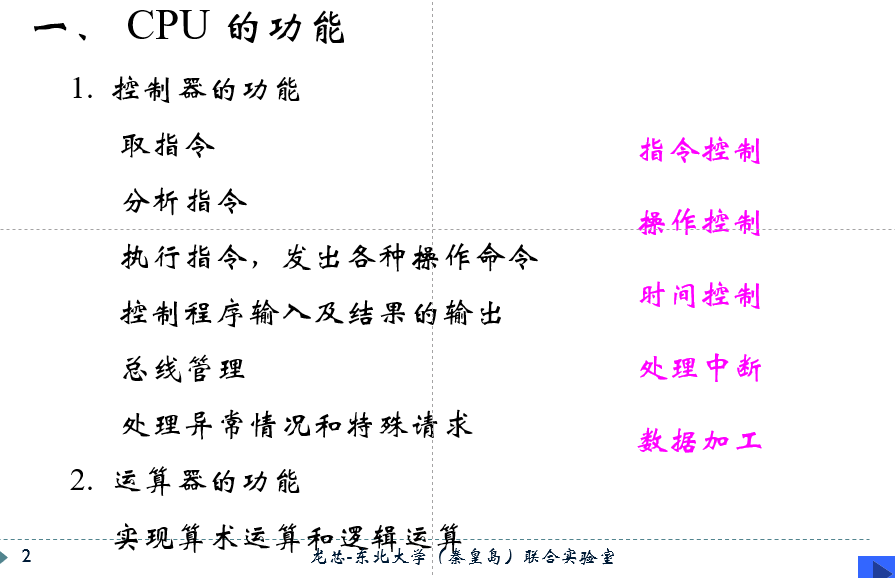 一、 CPU 的功能
1. 控制器的功能
取指令
分析指令
执行指令，发出各种操作命令
控制程序输入及结果的输出
总线管理
处理异常情况和特殊请求
2. 运算器的功能
实现算术运算和逻辑运算
指令控制
操作控制
时间控制
处理中断
数据加工
2
龙芯-东北大学（秦皇岛）联合实验室